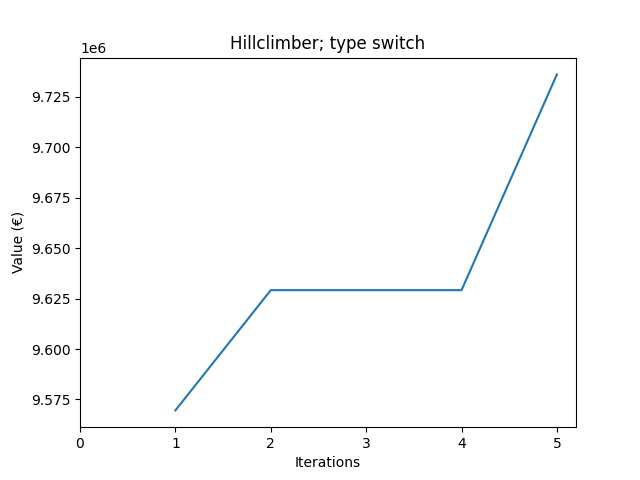 Hillclimber; type switch
1e6
Value (€)
9.725
9.700
9.675
9.650
9.625
9.600
9.575
0 1 2 3 4 5
Iterations